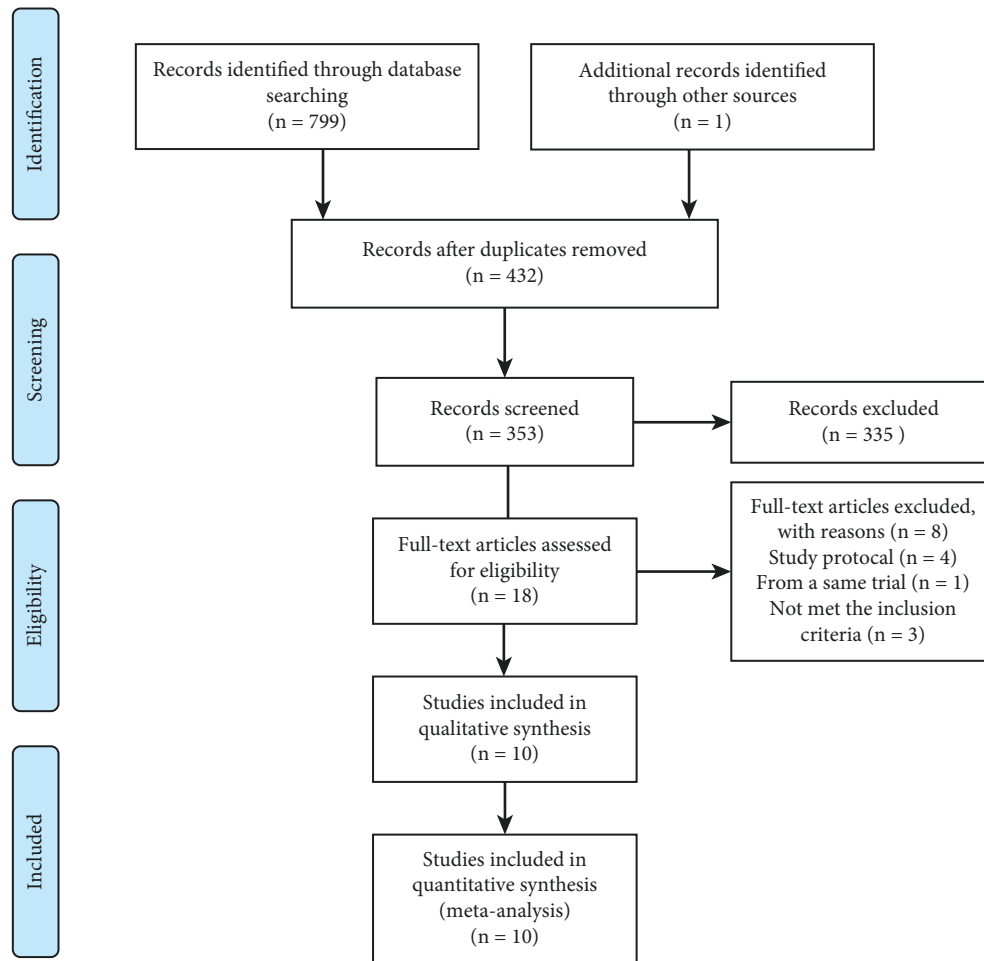 Identification
Records identified through database
searching
(n = 799)
Additional records identified
through other sources
(n = 1)
Records after duplicates removed
(n = 432)
Screening
Records screened
(n = 353)
Records excluded
(n = 335 )
Eligibility
Full-text articles assessed
for eligibility
(n = 18)
Full-text articles excluded,
with reasons (n = 8)
Study protocal (n = 4)
From a same trial (n = 1)
Not met the inclusion
criteria (n = 3)
Studies included in
qualitative synthesis
(n = 10)
Included
Studies included in
quantitative synthesis
(meta-analysis)
(n = 10)